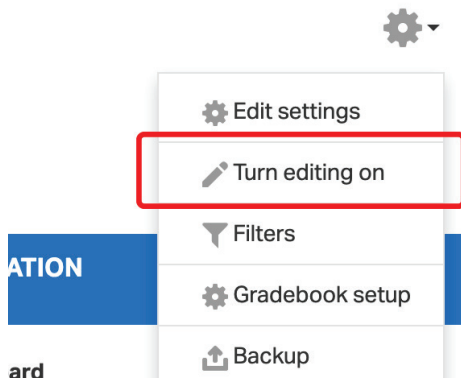 Edit settings
Turn editing on
Filters
ATION
Gradebook setup
Backup
ard